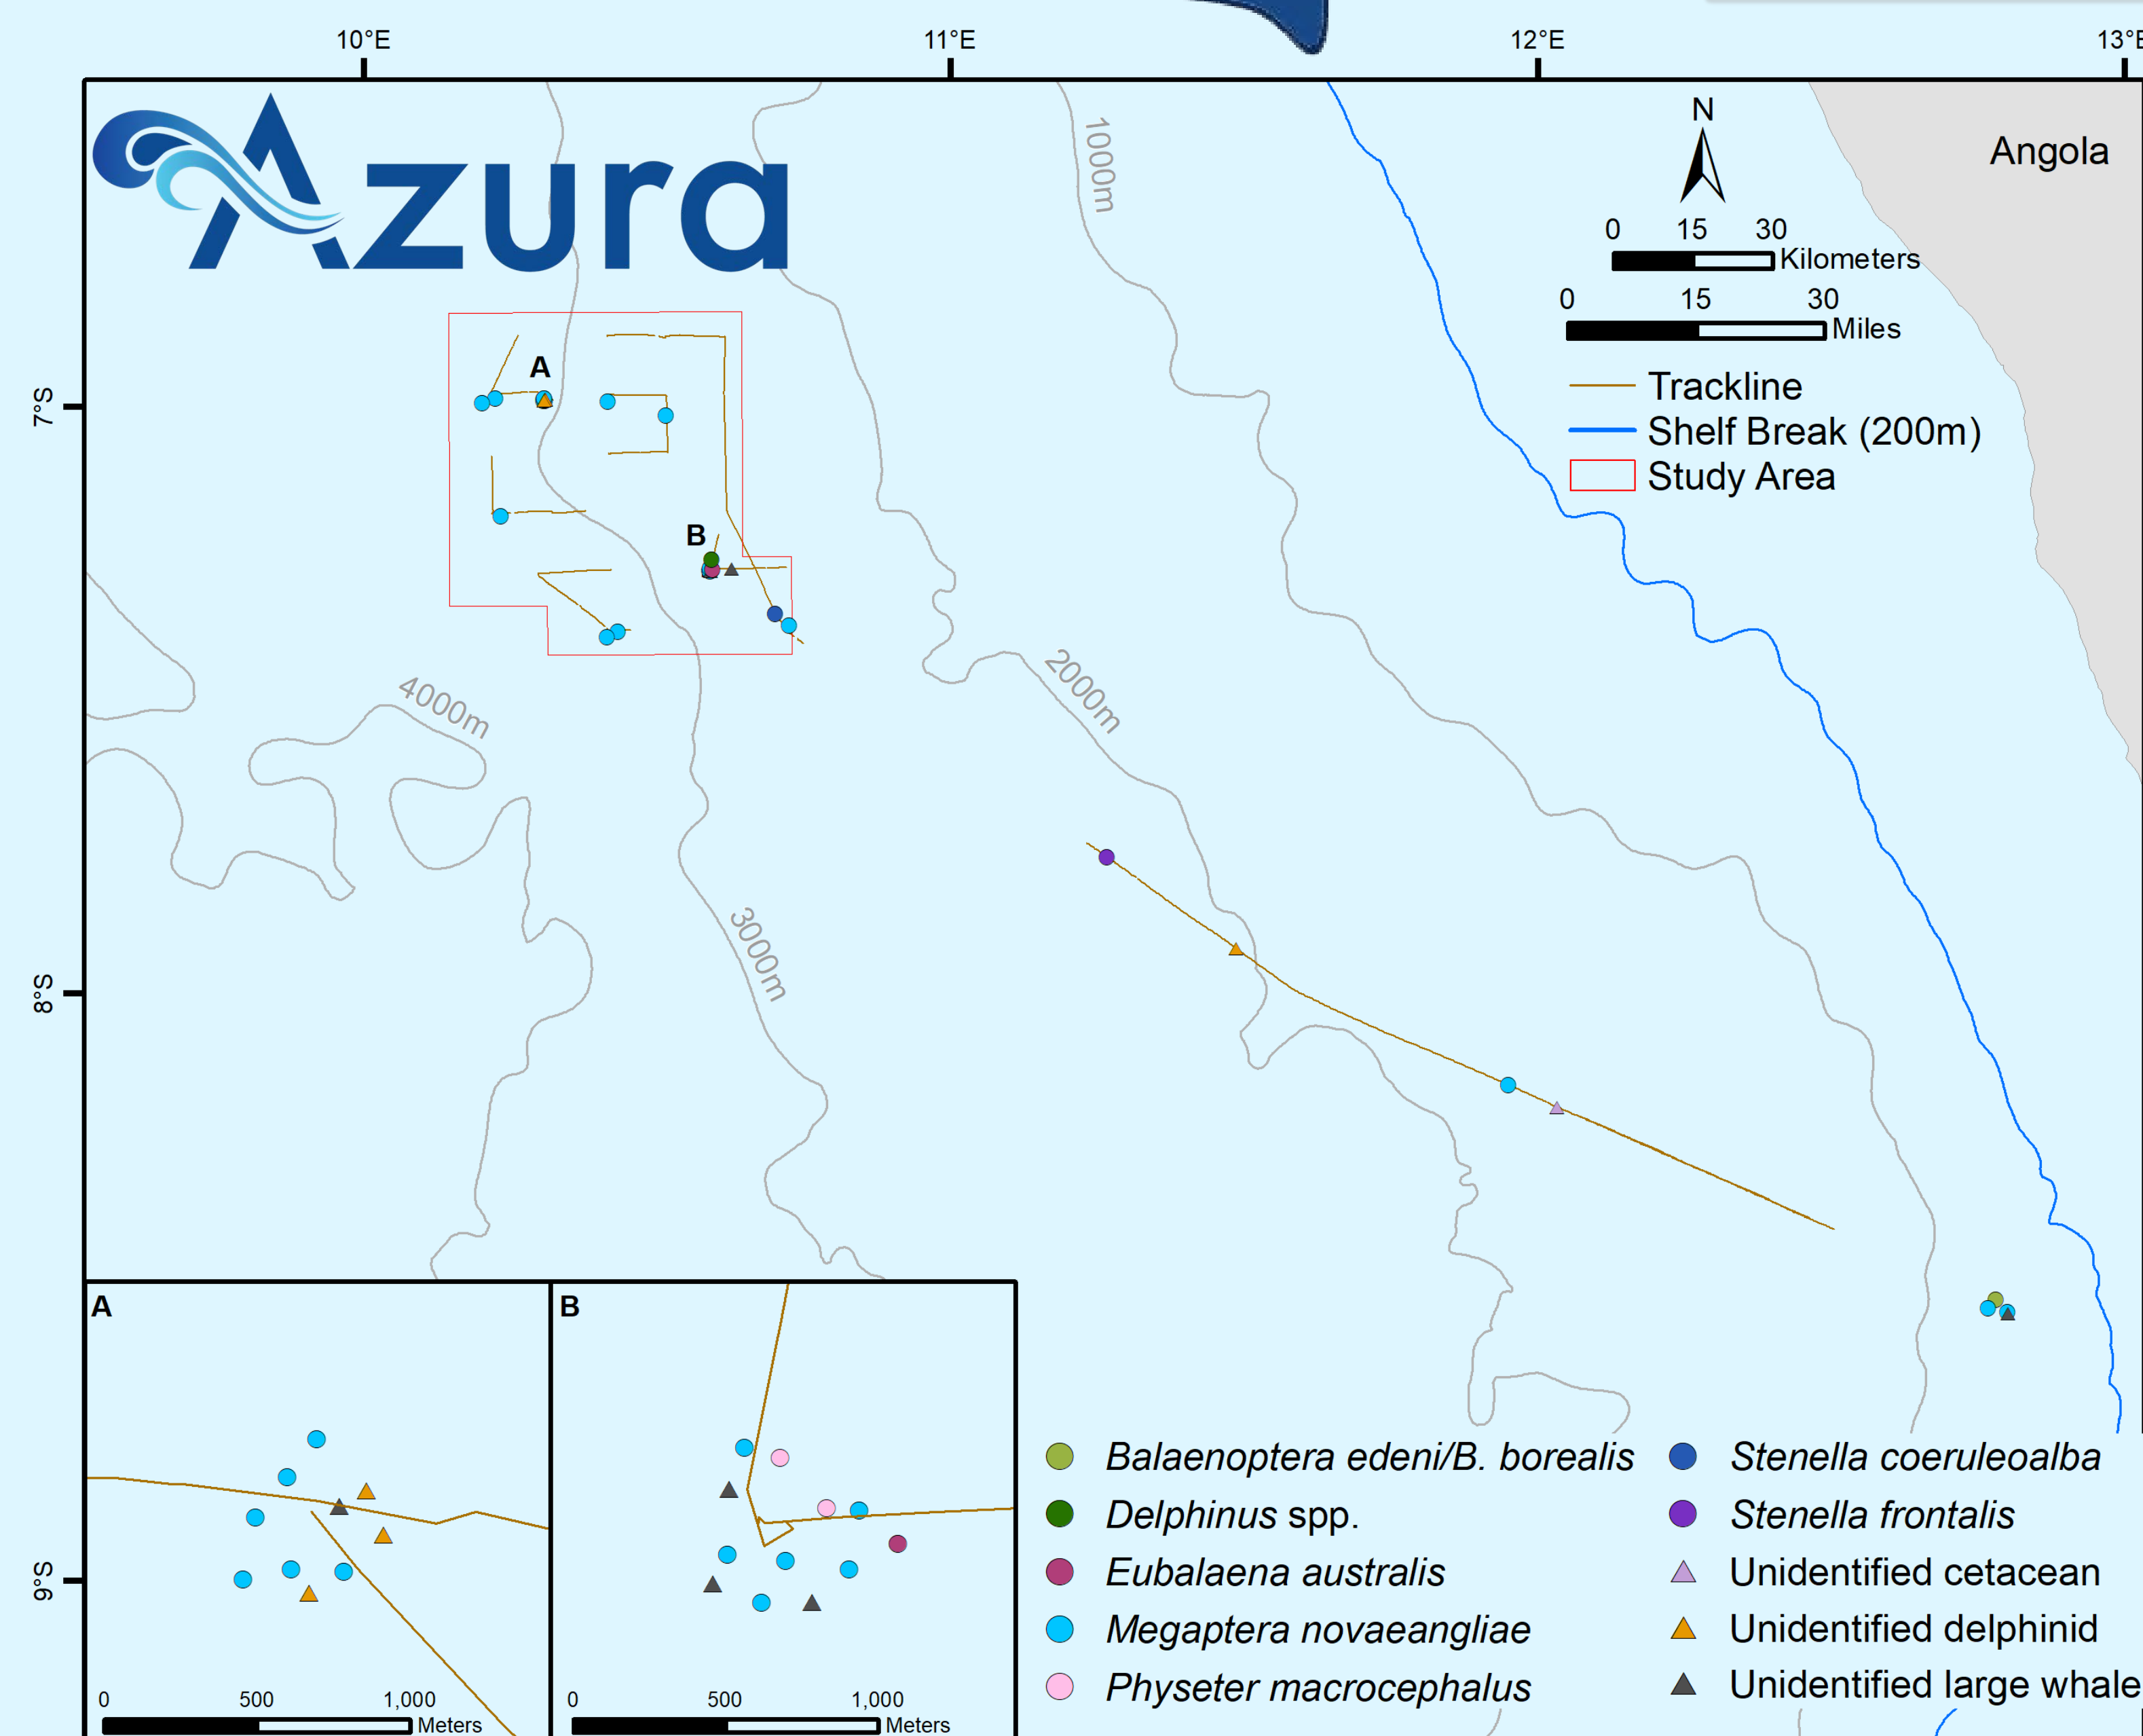 10°E
11°E
12°E
13°E
Azura
1000m
N
Angola
0 15 30
Kilometers
0 15 30
Miles
7°S
A
Trackline
Shelf Break (200m)
Study Area
B
4000m
2000m
3000m
8°S
A
B
9°S
0 500 1,000
Meters
0 500 1,000
Meters
Balaenoptera edeni/B. borealis
Delphinus spp.
Eubalaena australis
Megaptera novaeangliae
Physeter macrocephalus
Stenella coeruleoalba
Stenella frontalis
Unidentified cetacean
Unidentified delphinid
Unidentified large whale